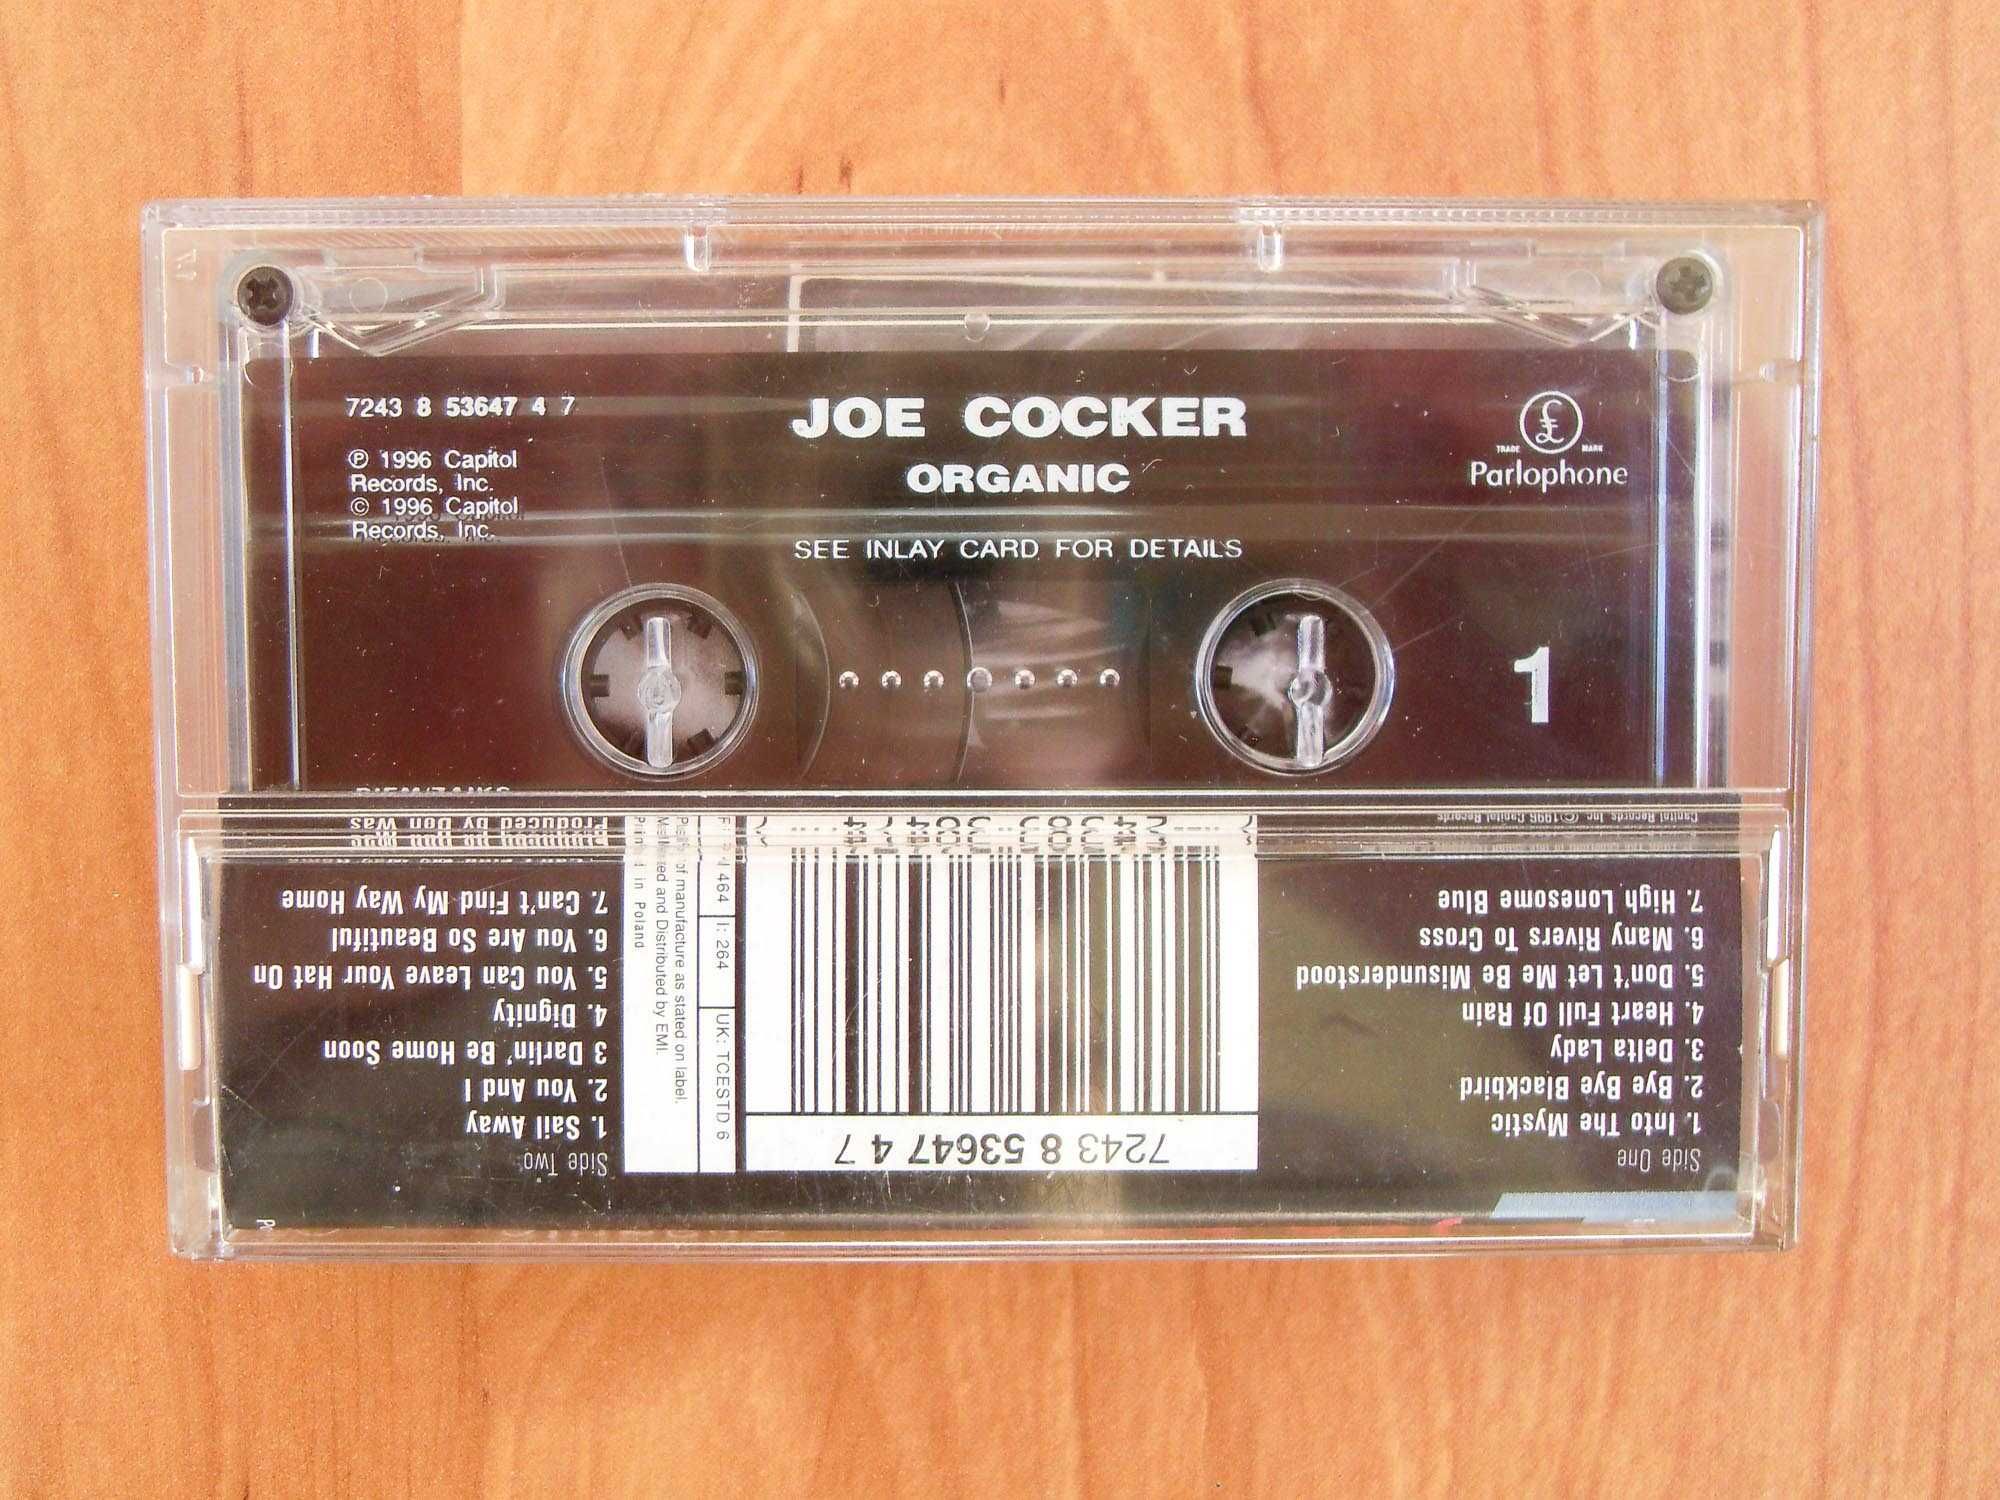 7243 8 53647 4 7
℗ 1996 Capitol
Records, Inc.
© 1996 Capitol
Records, Inc.
JOE COCKER
ORGANIC
SEE INLAY CARD FOR DETAILS
£
TRADE MARK
Parlophone
1
Side One
1. Into The Mystic
2. Bye Bye Blackbird
3. Delta Lady
4. Heart Full Of Rain
5. Don't Let Me Be Misunderstood
6. Many Rivers To Cross
7. High Lonesome Blue
7243 8 53647 4 7
UK: TCESTD 6
I: 264
464
of manufacture as stated on label.
and Distributed by EMI.
Printed in Poland
Side Two
1. Sail Away
2. You And I
3 Darlin' Be Home Soon
4. Dignity
5. You Can Leave Your Hat On
6. You Are So Beautiful
7. Can't Find My Way Home
Produced by Don Was